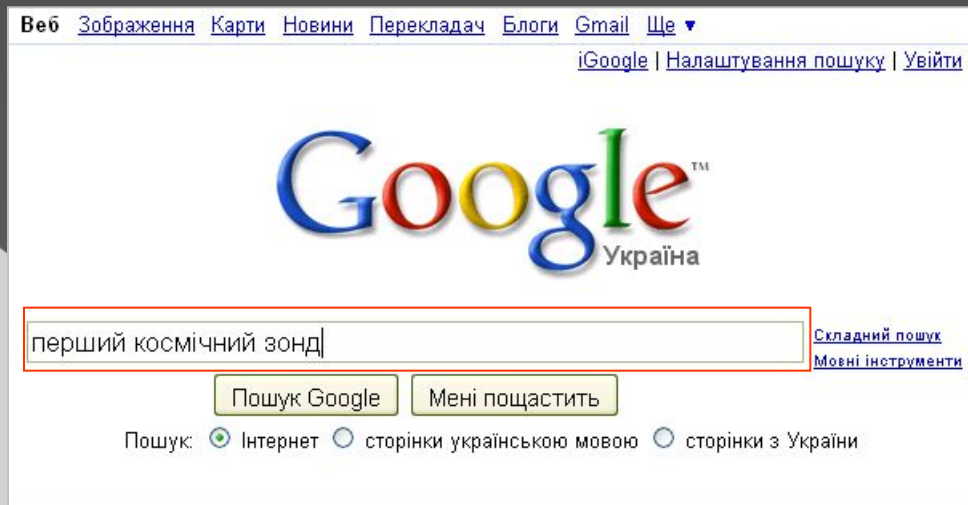 Веб Зображення Карти Новини Перекладач Блоги Gmail Ще ▼
iGoogle | Налаштування пошуку | Увійти
Google™
Україна
перший космічний зонд
Складний пошук
Мовні інструменти
Пошук Google Мені пощастить
Пошук: Інтернет сторінки українською мовою сторінки з України